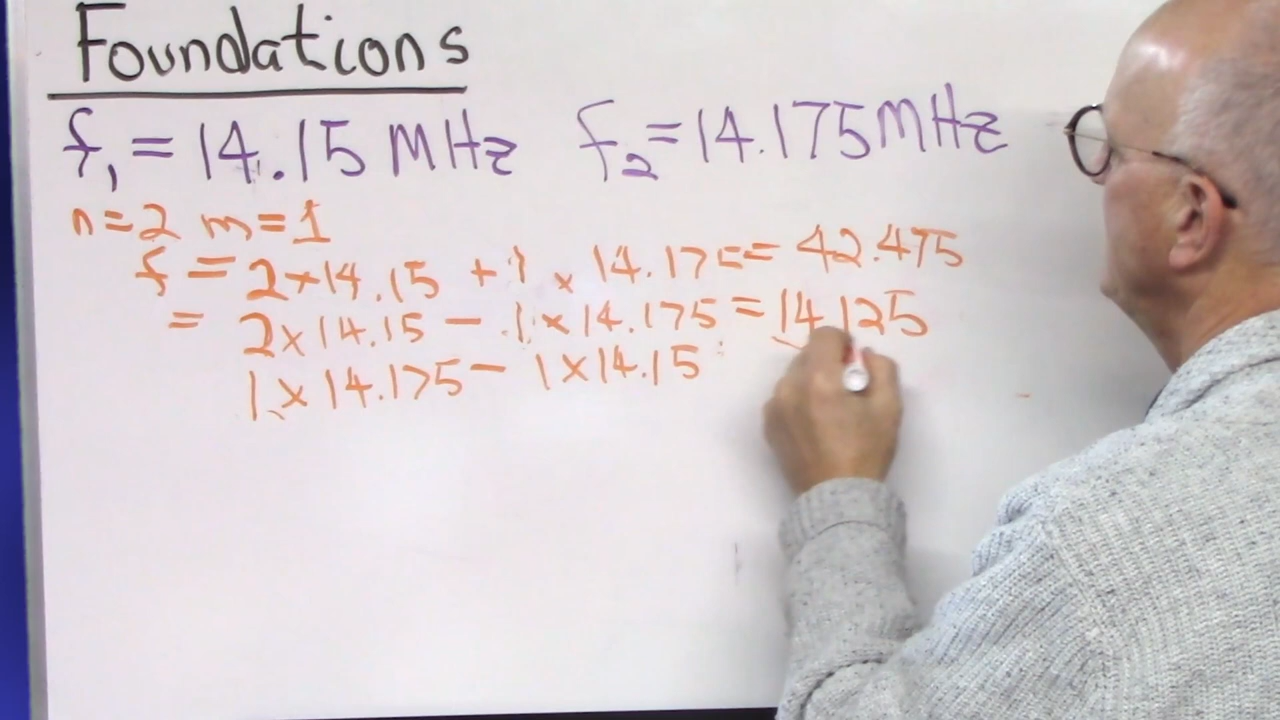 Foundations
f₁ = 14.15 MHz f₂ = 14.175 MHz
n=2 m=1
f = 2×14.15 + 1 × 14.175 = 42.475
= 2×14.15 − 1×14.175 = 14.125
1×14.175 − 1×14.15